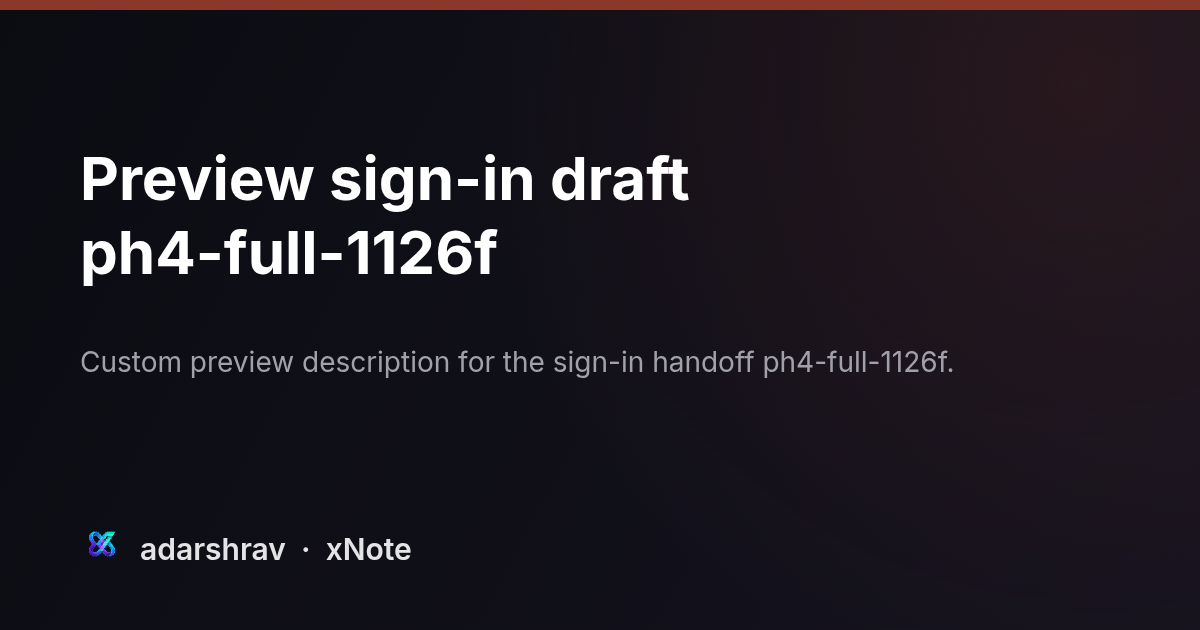 Preview sign-in draft
ph4-full-1126f
Custom preview description for the sign-in handoff ph4-full-1126f.
adarshrav · xNote